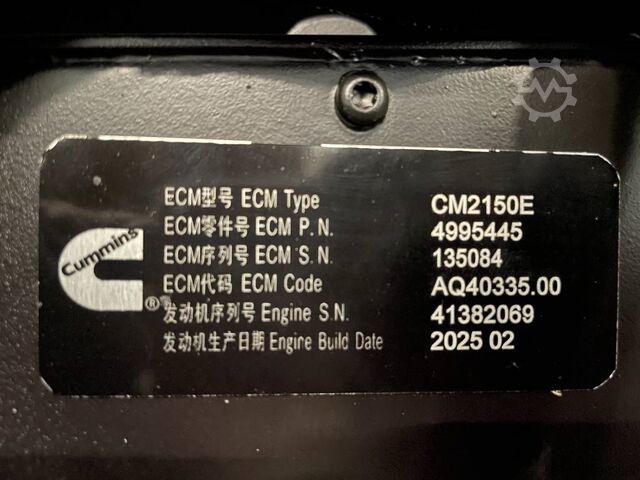 Cummins
®
ECM型号 ECM Type CM2150E
ECM零件号 ECM P.N. 4995445
ECM序列号 ECM S.N. 135084
ECM代码 ECM Code AQ40335.00
发动机序列号 Engine S.N. 41382069
发动机生产日期 Engine Build Date 2025 02